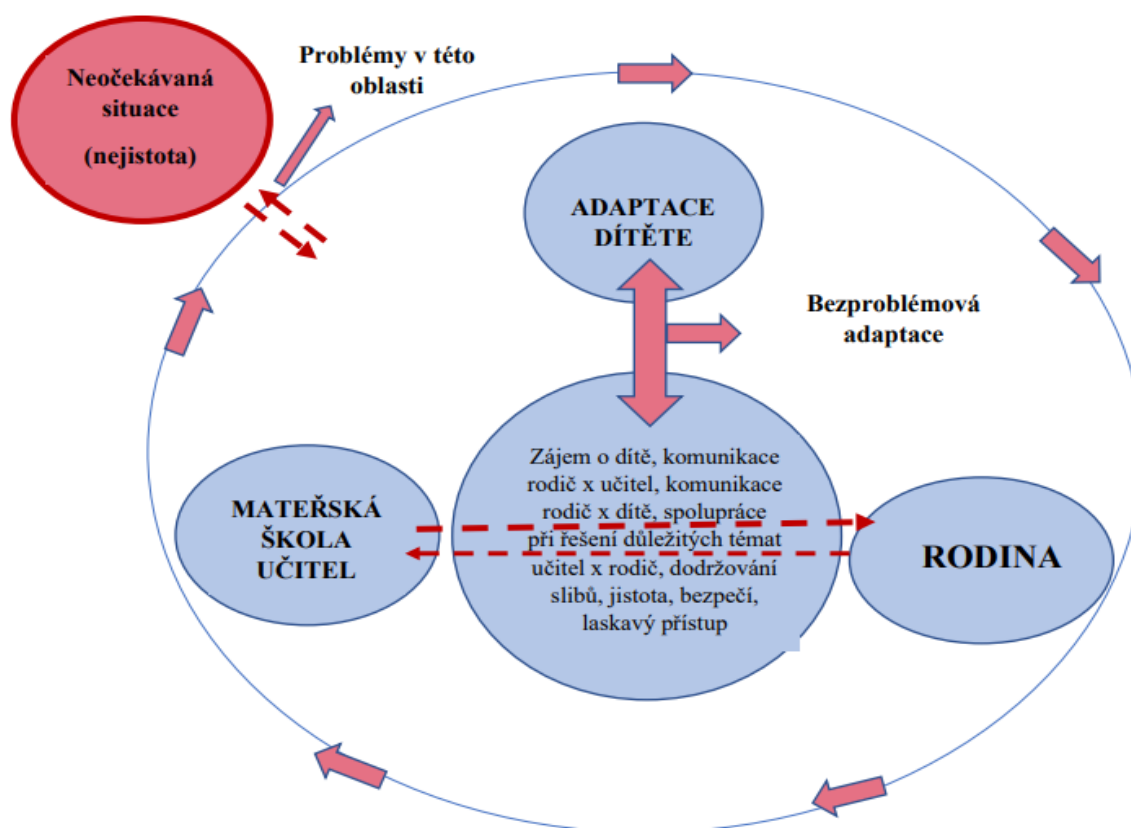 Neočekávaná
situace
(nejistota)
Problémy v této
oblasti
ADAPTACE
DÍTĚTE
Bezproblémová
adaptace
Zájem o dítě, komunikace
rodič x učitel, komunikace
rodič x dítě, spolupráce
při řešení důležitých témat
učitel x rodič, dodržování
slibů, jistota, bezpečí,
laskavý přístup
MATEŘSKÁ
ŠKOLA
UČITEL
RODINA